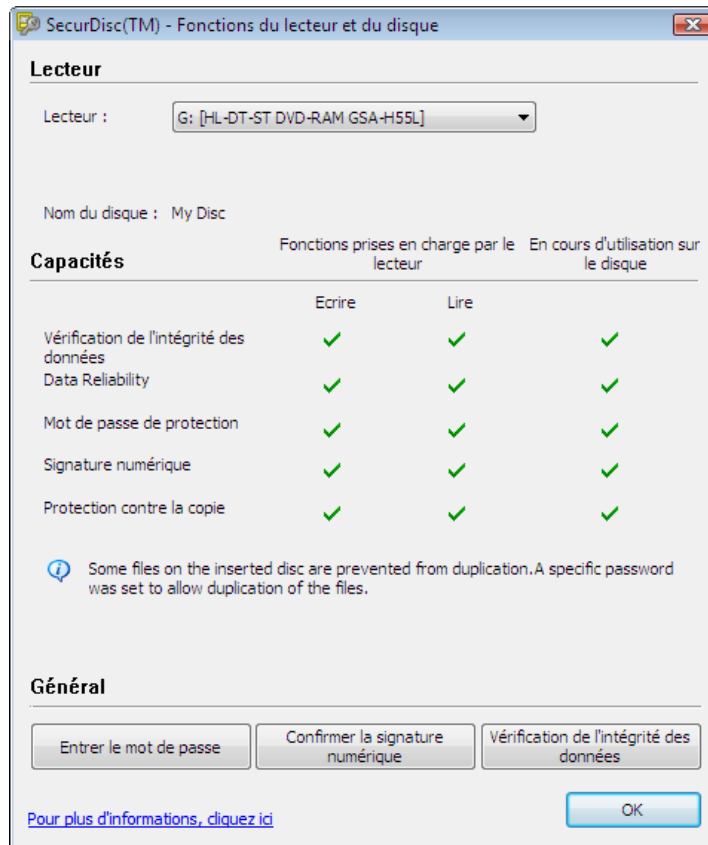 SecurDisc(TM) - Fonctions du lecteur et du disque
Lecteur
Lecteur :
G: [HL-DT-ST DVD-RAM GSA-H55L]
Nom du disque : My Disc
Capacités
Fonctions prises en charge par le
lecteur
En cours d'utilisation sur
le disque
Ecrire
Lire
Vérification de l'intégrité des
données
Data Reliability
Mot de passe de protection
Signature numérique
Protection contre la copie
Some files on the inserted disc are prevented from duplication.A specific password
was set to allow duplication of the files.
Général
Entrer le mot de passe
Confirmer la signature
numérique
Vérification de l'intégrité des
données
Pour plus d'informations, cliquez ici
OK